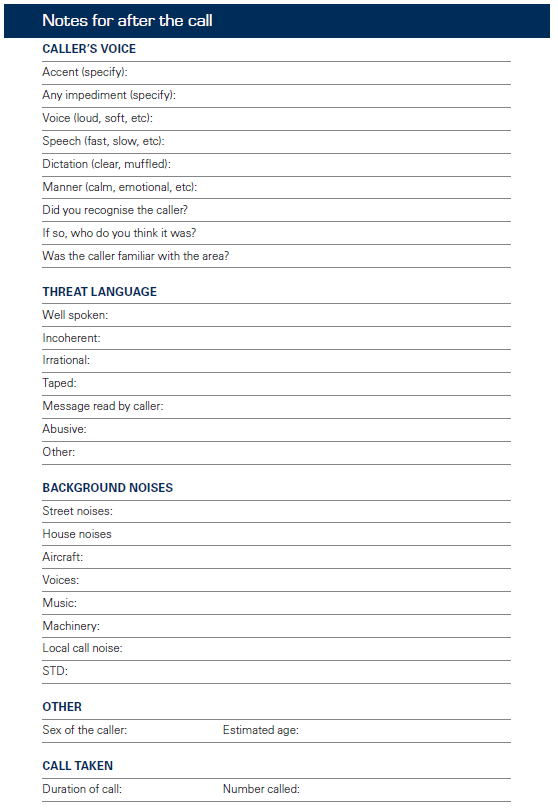 Notes for after the call
CALLER'S VOICE
Accent (specify):
Any impediment (specify):
Voice (loud, soft, etc):
Speech (fast, slow, etc):
Dictation (clear, muffled):
Manner (calm, emotional, etc):
Did you recognise the caller?
If so, who do you think it was?
Was the caller familiar with the area?
THREAT LANGUAGE
Well spoken:
Incoherent:
Irrational:
Taped:
Message read by caller:
Abusive:
Other:
BACKGROUND NOISES
Street noises:
House noises
Aircraft:
Voices:
Music:
Machinery:
Local call noise:
STD:
OTHER
Sex of the caller: Estimated age:
CALL TAKEN
Duration of call: Number called: